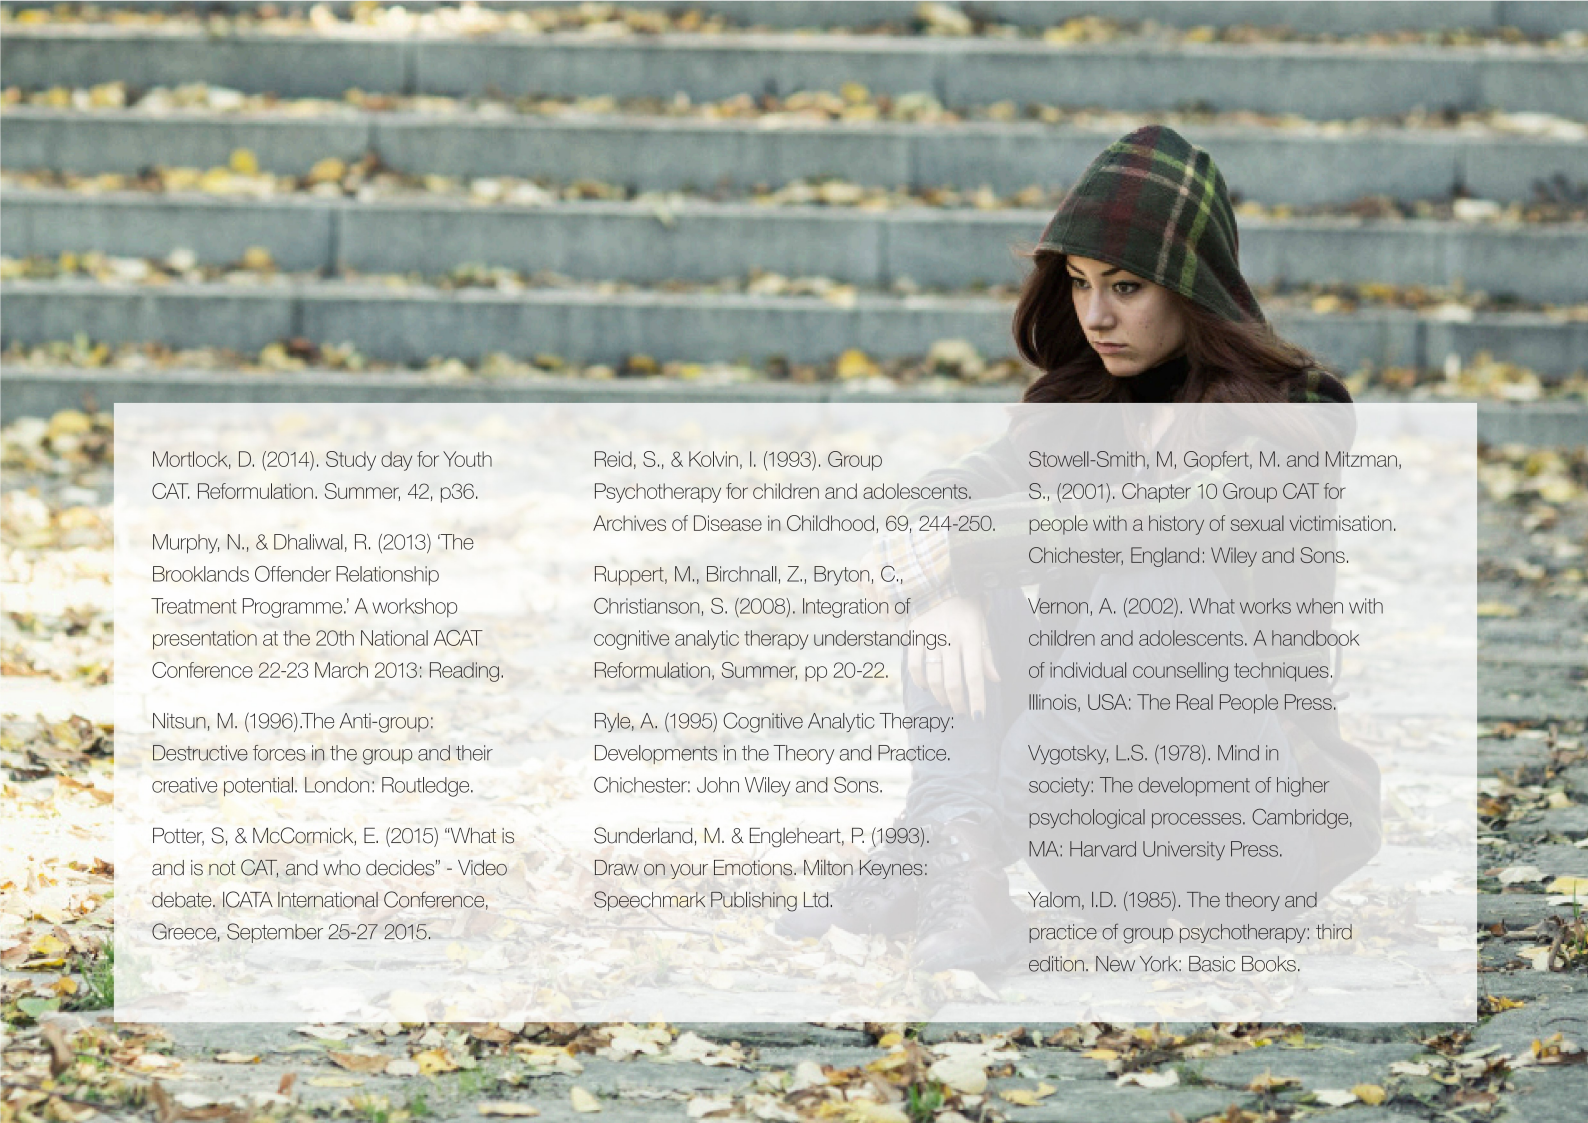 Mortlock, D. (2014). Study day for Youth
CAT. Reformulation. Summer, 42, p36.
Murphy, N., & Dhaliwal, R. (2013) ‘The
Brooklands Offender Relationship
Treatment Programme.’ A workshop
presentation at the 20th National ACAT
Conference 22-23 March 2013: Reading.
Nitsun, M. (1996).The Anti-group:
Destructive forces in the group and their
creative potential. London: Routledge.
Potter, S, & McCormick, E. (2015) “What is
and is not CAT, and who decides” - Video
debate. ICATA International Conference,
Greece, September 25-27 2015.
Reid, S., & Kolvin, I. (1993). Group
Psychotherapy for children and adolescents.
Archives of Disease in Childhood, 69, 244-250.
Ruppert, M., Birchnall, Z., Bryton, C.,
Christianson, S. (2008). Integration of
cognitive analytic therapy understandings.
Reformulation, Summer, pp 20-22.
Ryle, A. (1995) Cognitive Analytic Therapy:
Developments in the Theory and Practice.
Chichester: John Wiley and Sons.
Sunderland, M. & Engleheart, P. (1993).
Draw on your Emotions. Milton Keynes:
Speechmark Publishing Ltd.
Stowell-Smith, M, Gopfert, M. and Mitzman,
S., (2001). Chapter 10 Group CAT for
people with a history of sexual victimisation.
Chichester, England: Wiley and Sons.
Vernon, A. (2002). What works when with
children and adolescents. A handbook
of individual counselling techniques.
Illinois, USA: The Real People Press.
Vygotsky, L.S. (1978). Mind in
society: The development of higher
psychological processes. Cambridge,
MA: Harvard University Press.
Yalom, I.D. (1985). The theory and
practice of group psychotherapy: third
edition. New York: Basic Books.